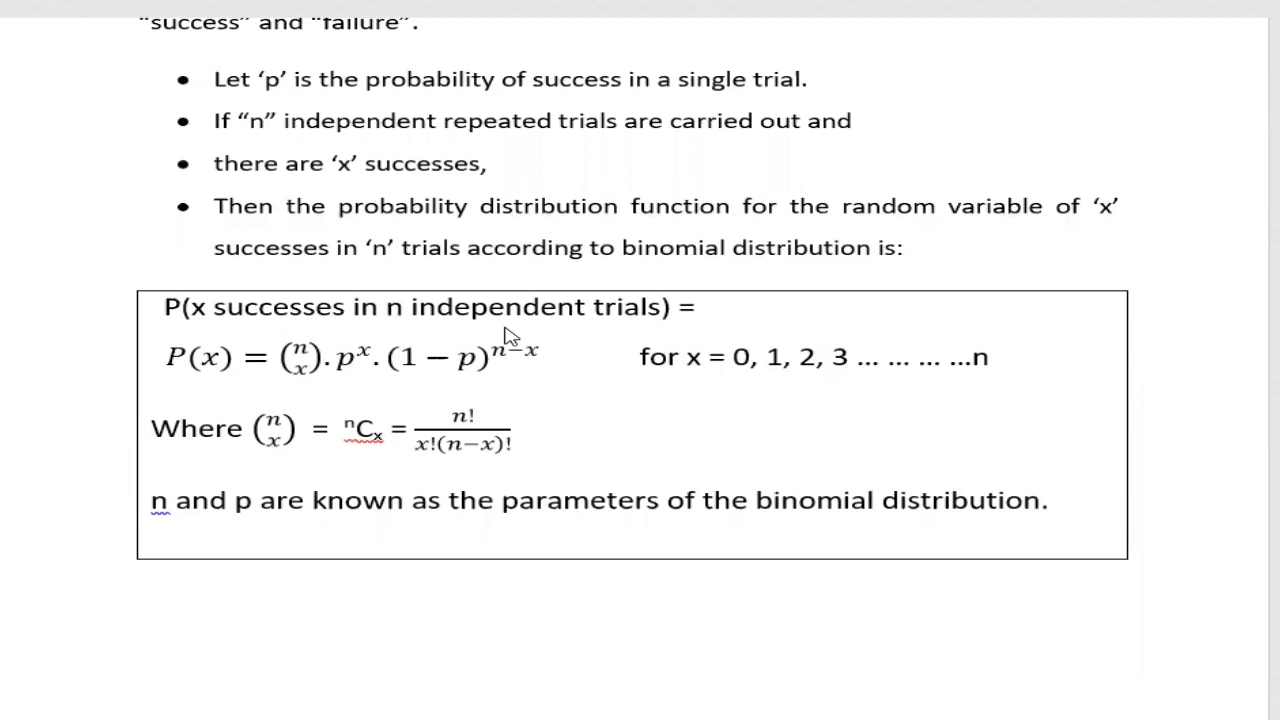 "success" and "failure".
• Let ‘p’ is the probability of success in a single trial.
• If “n” independent repeated trials are carried out and
• there are ‘x’ successes,
• Then the probability distribution function for the random variable of ‘x’
successes in ‘n’ trials according to binomial distribution is:
P(x successes in n independent trials) =
P(x) = (n x). pˣ. (1 − p)ⁿ⁻ˣ for x = 0, 1, 2, 3 ... ... ... ...n
Where (n x) = ⁿCₓ = n! / x!(n−x)!
n and p are known as the parameters of the binomial distribution.